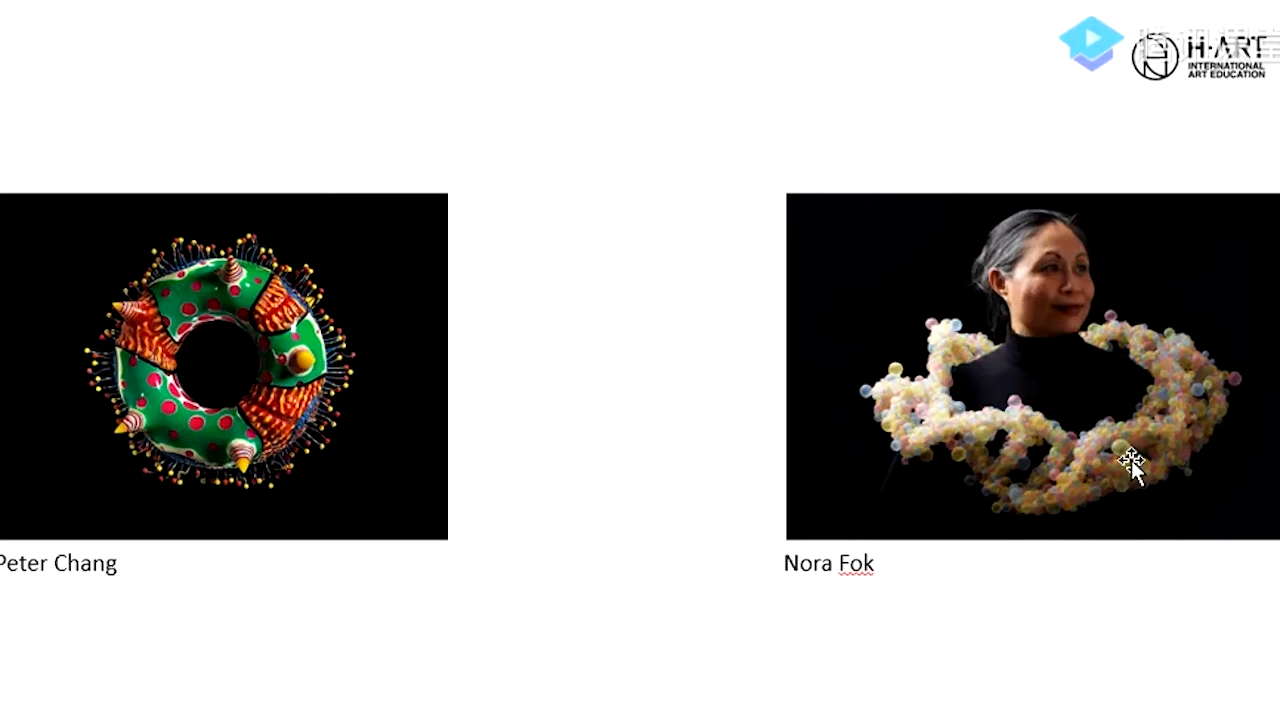 H·ART
INTERNATIONAL
ART EDUCATION
Peter Chang
Nora Fok